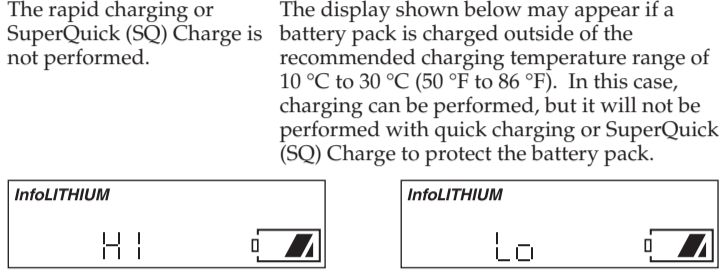 The rapid charging or
SuperQuick (SQ) Charge is
not performed.
The display shown below may appear if a
battery pack is charged outside of the
recommended charging temperature range of
10 °C to 30 °C (50 °F to 86 °F).  In this case,
charging can be performed, but it will not be
performed with quick charging or SuperQuick
(SQ) Charge to protect the battery pack.
InfoLITHIUM
HI
InfoLITHIUM
Lo